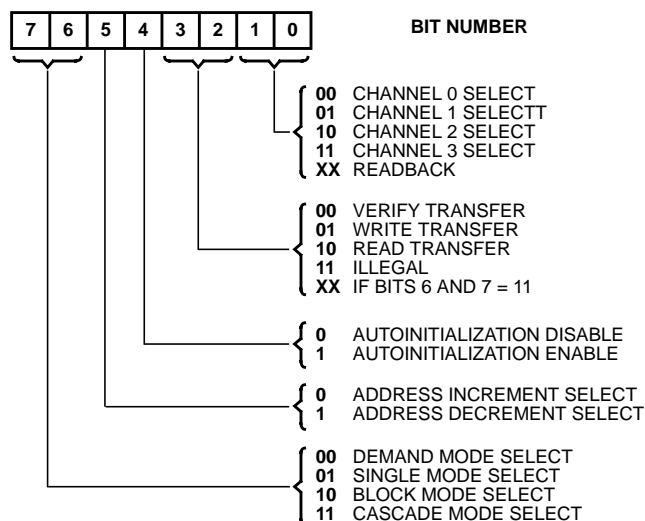 7 6 5 4 3 2 1 0 BIT NUMBER
00 CHANNEL 0 SELECT
01 CHANNEL 1 SELECTT
10 CHANNEL 2 SELECT
11 CHANNEL 3 SELECT
XX READBACK
00 VERIFY TRANSFER
01 WRITE TRANSFER
10 READ TRANSFER
11 ILLEGAL
XX IF BITS 6 AND 7 = 11
0 AUTOINITIALIZATION DISABLE
1 AUTOINITIALIZATION ENABLE
0 ADDRESS INCREMENT SELECT
1 ADDRESS DECREMENT SELECT
00 DEMAND MODE SELECT
01 SINGLE MODE SELECT
10 BLOCK MODE SELECT
11 CASCADE MODE SELECT